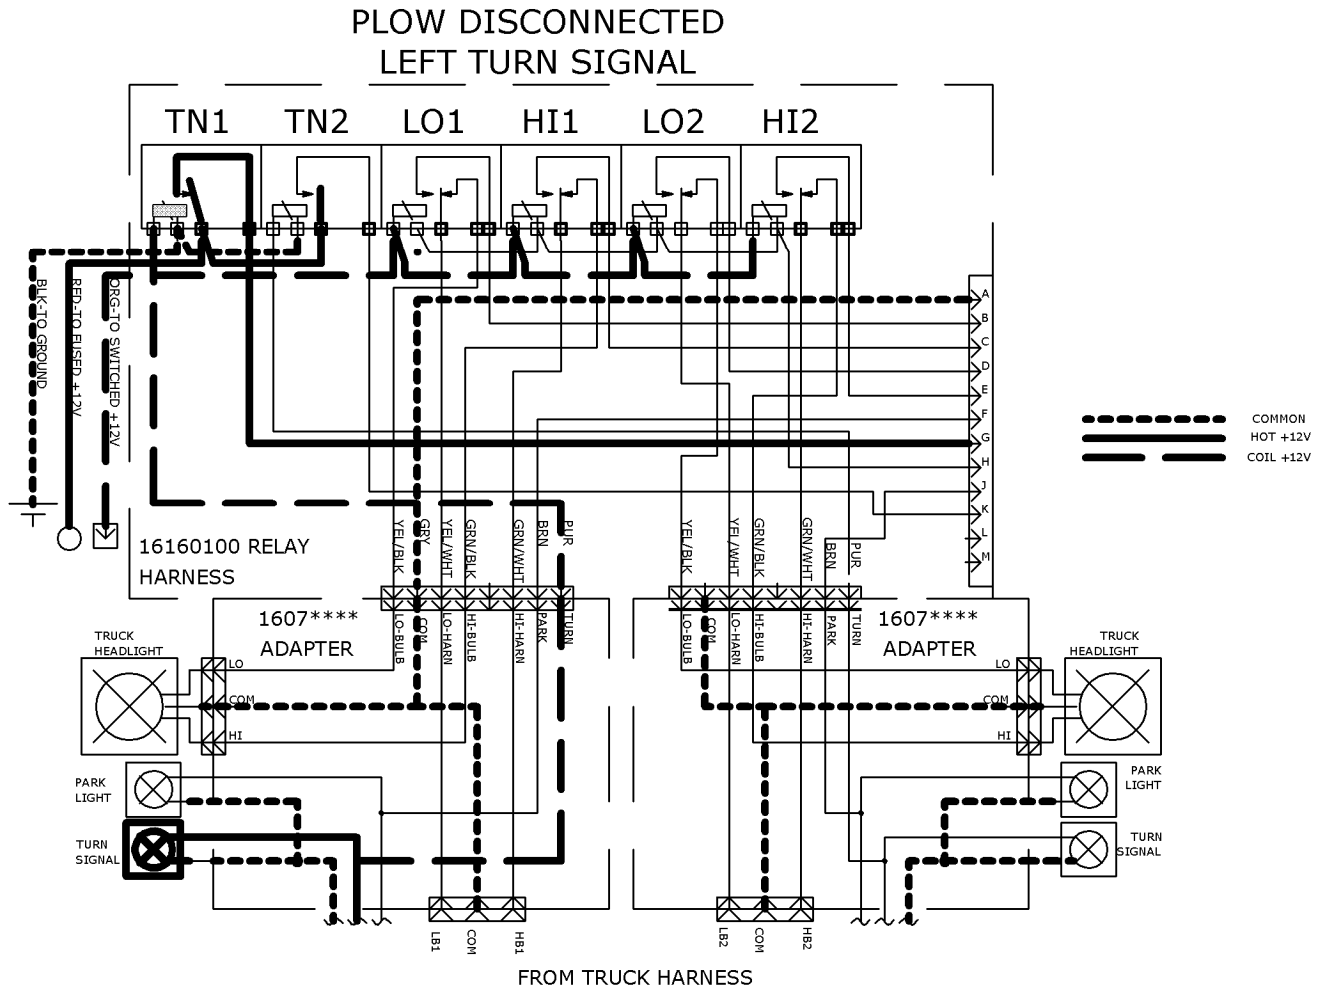 PLOW DISCONNECTED
LEFT TURN SIGNAL
TN1 TN2 LO1 HI1 LO2 HI2
BLK-TO GROUND
RED-TO FUSED +12V
ORG-TO SWITCHED +12V
A
B
C
D
E
F
G
H
J
K
L
M
COMMON
HOT +12V
COIL +12V
16160100 RELAY
HARNESS
YEL/BLK
GRY
YEL/WHT
GRN/BLK
GRN/WHT
BRN
PUR
YEL/BLK
YEL/WHT
GRN/BLK
GRN/WHT
BRN
PUR
1607****
ADAPTER
LO-BULB
COM
LO-HARN
HI-BULB
HI-HARN
PARK
TURN
LO-BULB
COM
LO-HARN
HI-BULB
HI-HARN
PARK
TURN
1607****
ADAPTER
TRUCK
HEADLIGHT
LO
COM
HI
PARK
LIGHT
TURN
SIGNAL
TRUCK
HEADLIGHT
LO
COM
HI
PARK
LIGHT
TURN
SIGNAL
LB1
COM
HB1
LB2
COM
HB2
FROM TRUCK HARNESS